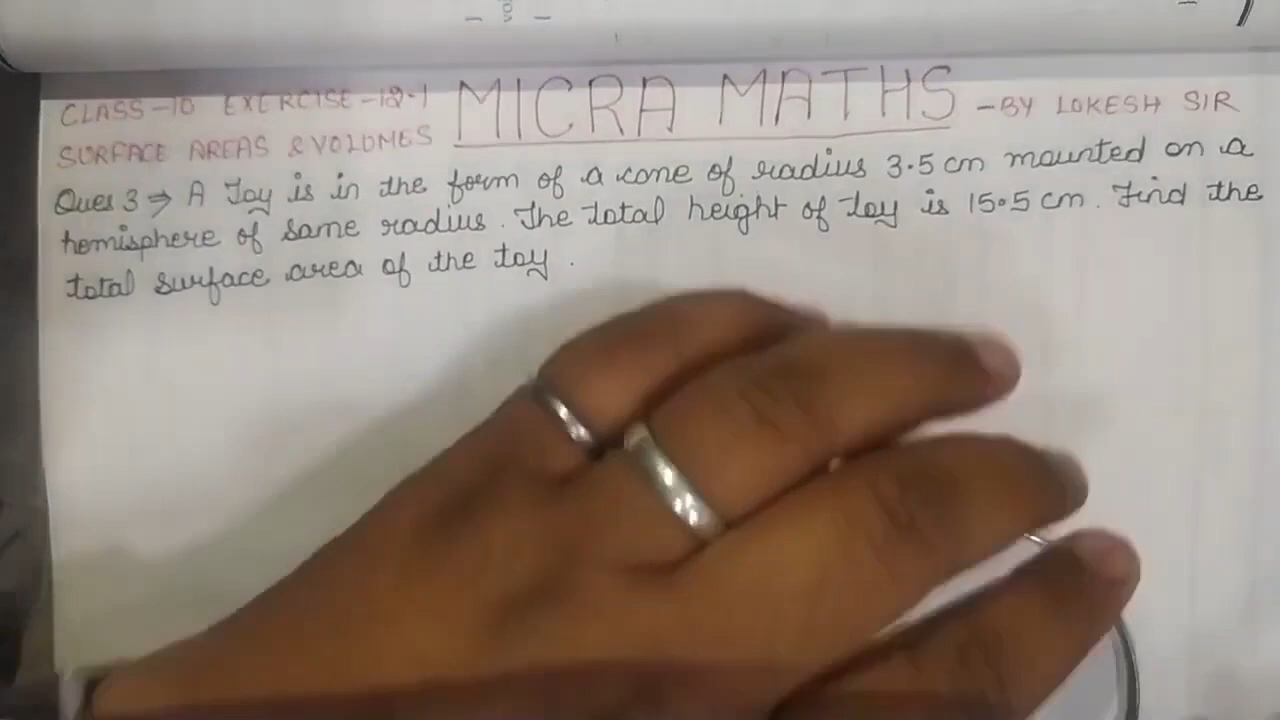 CLASS-10 EXERCISE-12.1 MICRA MATHS -BY LOKESH SIR
SURFACE AREAS & VOLUMES
Ques 3 ⇒ A Toy is in the form of a cone of radius 3.5 cm mounted on a
hemisphere of same radius. The total height of toy is 15.5 cm. Find the
total surface area of the toy.